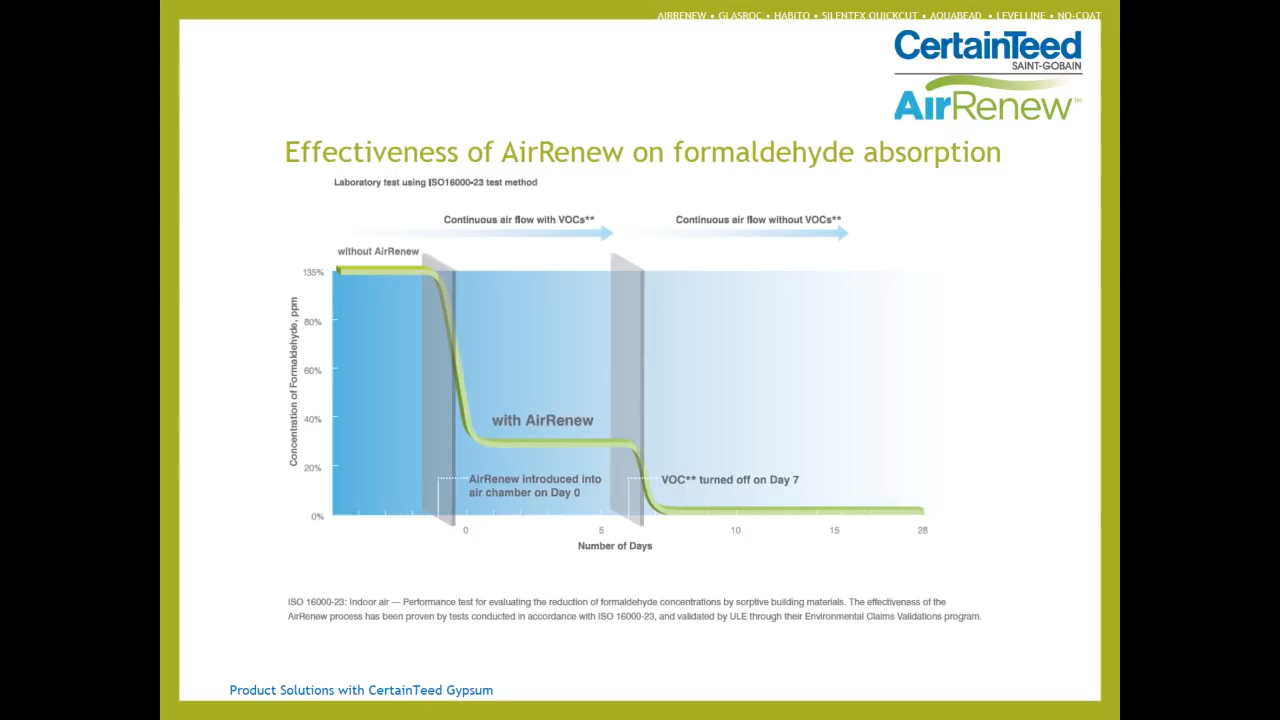 AIRRENEW • GLASROC • HABITO • SILENTEX QUICKCUT • AQUABEAD • LEVELLINE • NO-COAT
CertainTeed
SAINT-GOBAIN
AirRenew™
Effectiveness of AirRenew on formaldehyde absorption
Laboratory test using ISO16000-23 test method
Continuous air flow with VOCs**
Continuous air flow without VOCs**
without AirRenew
135%
80%
60%
40%
20%
0%
Concentration of Formaldehyde, ppm
with AirRenew
AirRenew introduced into
air chamber on Day 0
VOC** turned off on Day 7
0 5 10 15 28
Number of Days
ISO 16000-23: Indoor air — Performance test for evaluating the reduction of formaldehyde concentrations by sorptive building materials. The effectiveness of the
AirRenew process has been proven by tests conducted in accordance with ISO 16000-23, and validated by ULE through their Environmental Claims Validations program.
Product Solutions with CertainTeed Gypsum